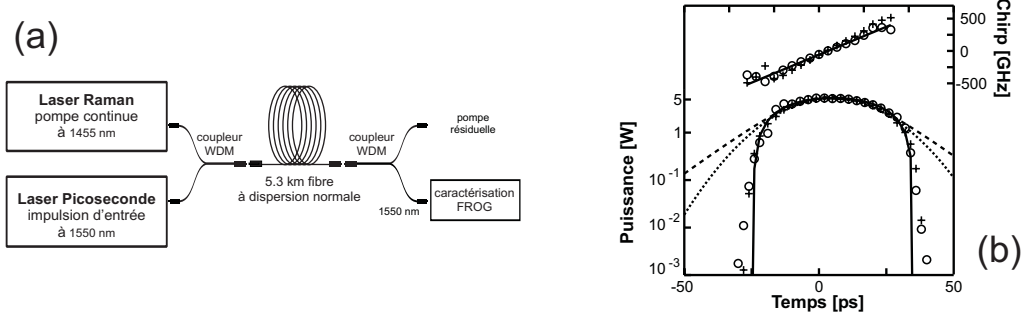 (a)
Laser Raman
pompe continue
à 1455 nm
Laser Picoseconde
impulsion d'entrée
à 1550 nm
coupleur
WDM
5.3 km fibre
à dispersion normale
coupleur
WDM
pompe
résiduelle
1550 nm
caractérisation
FROG
Chirp [GHz]
500
0
-500
Puissance [W]
5
1
10-1
10-2
10-3
-50
0
50
Temps [ps]
(b)